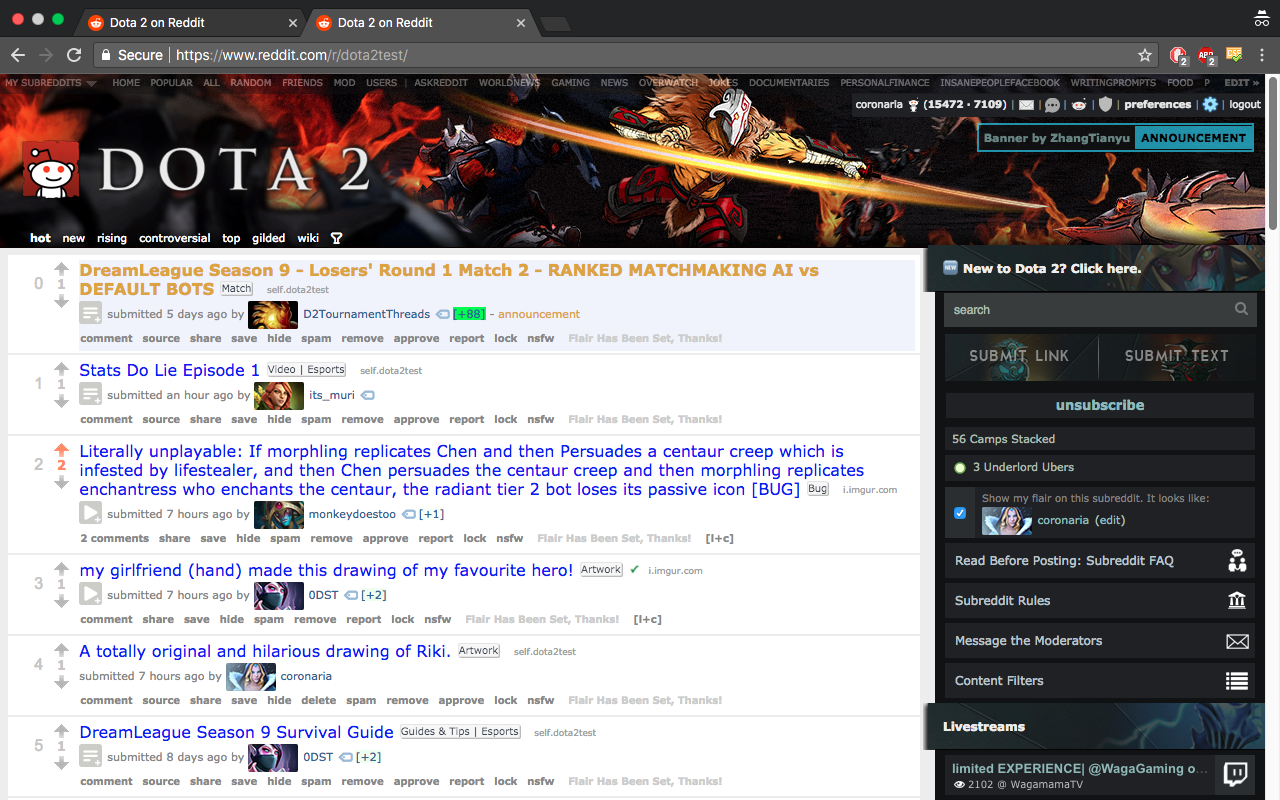 Dota 2 on Reddit
Dota 2 on Reddit
Secure https://www.reddit.com/r/dota2test/
2
ABP 2
CSS
MY SUBREDDITS HOME POPULAR ALL RANDOM FRIENDS MOD USERS | ASKREDDIT WORLDNEWS GAMING NEWS OVERWATCH JOKES DOCUMENTARIES PERSONALFINANCE INSANEPEOPLEFACEBOOK WRITINGPROMPTS FOOD P EDIT »
coronaria (15472 · 7109) | | | | | preferences | | logout
Banner by ZhangTianyu ANNOUNCEMENT
DOTA 2
hot new rising controversial top gilded wiki
0
1
DreamLeague Season 9 - Losers' Round 1 Match 2 - RANKED MATCHMAKING AI vs
DEFAULT BOTS Match self.dota2test
submitted 5 days ago by D2TournamentThreads [+88] - announcement
comment source share save hide spam remove approve report lock nsfw Flair Has Been Set, Thanks!
1
1
Stats Do Lie Episode 1 Video | Esports self.dota2test
submitted an hour ago by its_muri
comment source share save hide spam remove approve report lock nsfw Flair Has Been Set, Thanks!
2
2
Literally unplayable: If morphling replicates Chen and then Persuades a centaur creep which is
infested by lifestealer, and then Chen persuades the centaur creep and then morphling replicates
enchantress who enchants the centaur, the radiant tier 2 bot loses its passive icon [BUG] Bug i.imgur.com
submitted 7 hours ago by monkeydoestoo [+1]
2 comments share save hide spam remove approve report lock nsfw Flair Has Been Set, Thanks! [l+c]
3
1
my girlfriend (hand) made this drawing of my favourite hero! Artwork ✔ i.imgur.com
submitted 7 hours ago by 0DST [+2]
comment share save hide spam remove report lock nsfw Flair Has Been Set, Thanks! [l+c]
4
1
A totally original and hilarious drawing of Riki. Artwork self.dota2test
submitted 7 hours ago by coronaria
comment source share save hide delete spam remove approve lock nsfw Flair Has Been Set, Thanks!
5
1
DreamLeague Season 9 Survival Guide Guides & Tips | Esports self.dota2test
submitted 8 days ago by 0DST [+2]
comment source share save hide spam remove approve report lock nsfw Flair Has Been Set, Thanks!
NEW New to Dota 2? Click here.
search
SUBMIT LINK SUBMIT TEXT
unsubscribe
56 Camps Stacked
3 Underlord Ubers
Show my flair on this subreddit. It looks like:
coronaria (edit)
Read Before Posting: Subreddit FAQ
Subreddit Rules
Message the Moderators
Content Filters
Livestreams
limited EXPERIENCE| @WagaGaming o...
2102 @ WagamamaTV